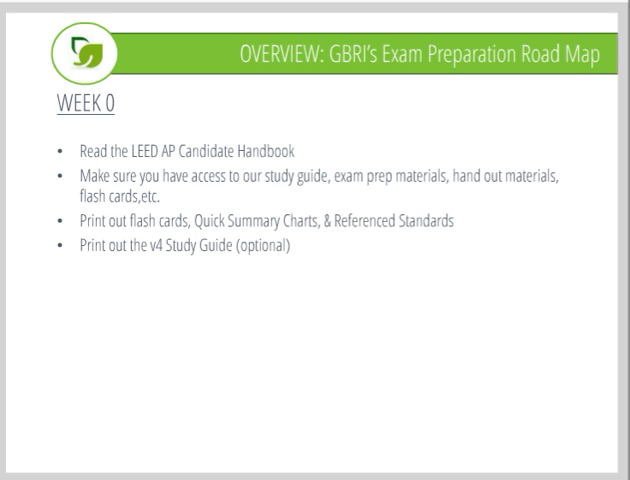 OVERVIEW: GBRI's Exam Preparation Road Map
WEEK 0
• Read the LEED AP Candidate Handbook
• Make sure you have access to our study guide, exam prep materials, hand out materials,
flash cards,etc.
• Print out flash cards, Quick Summary Charts, & Referenced Standards
• Print out the v4 Study Guide (optional)